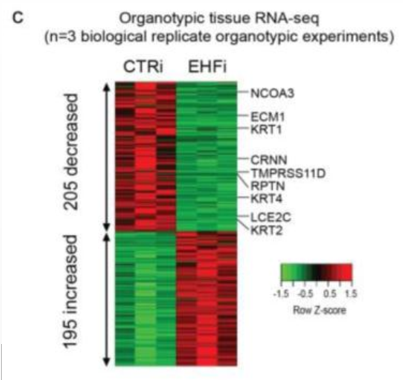 C
Organotypic tissue RNA-seq
(n=3 biological replicate organotypic experiments)
CTRi EHFi
205 decreased
NCOA3
ECM1
KRT1
CRNN
TMPRSS11D
RPTN
KRT4
LCE2C
KRT2
195 increased
-1.5 -0.5 0.5 1.5
Row Z-score